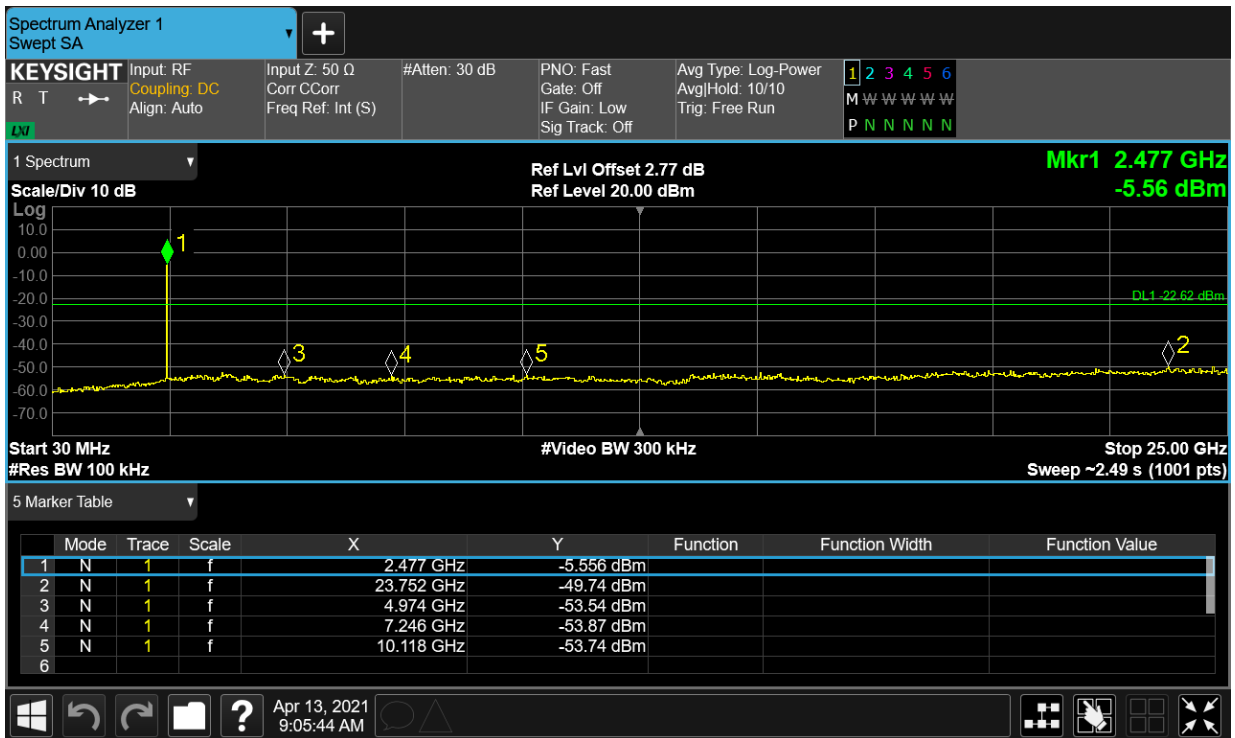 Spectrum Analyzer 1
Swept SA
KEYSIGHT
R T
LXI
Input: RF
Coupling: DC
Align: Auto
Input Z: 50 Ω
Corr CCorr
Freq Ref: Int (S)
#Atten: 30 dB
PNO: Fast
Gate: Off
IF Gain: Low
Sig Track: Off
Avg Type: Log-Power
Avg|Hold: 10/10
Trig: Free Run
1 2 3 4 5 6
M W W W W W
P N N N N N
1 Spectrum
Scale/Div 10 dB
Ref Lvl Offset 2.77 dB
Ref Level 20.00 dBm
Mkr1 2.477 GHz
-5.56 dBm
Log
10.0
0.00
-10.0
-20.0
-30.0
-40.0
-50.0
-60.0
-70.0
1
DL1 -22.62 dBm
3
4
5
2
Start 30 MHz
#Res BW 100 kHz
#Video BW 300 kHz
Stop 25.00 GHz
Sweep ~2.49 s (1001 pts)
5 Marker Table
Mode Trace Scale X Y Function Function Width Function Value
1 N 1 f 2.477 GHz -5.556 dBm
2 N 1 f 23.752 GHz -49.74 dBm
3 N 1 f 4.974 GHz -53.54 dBm
4 N 1 f 7.246 GHz -53.87 dBm
5 N 1 f 10.118 GHz -53.74 dBm
6
?
Apr 13, 2021
9:05:44 AM